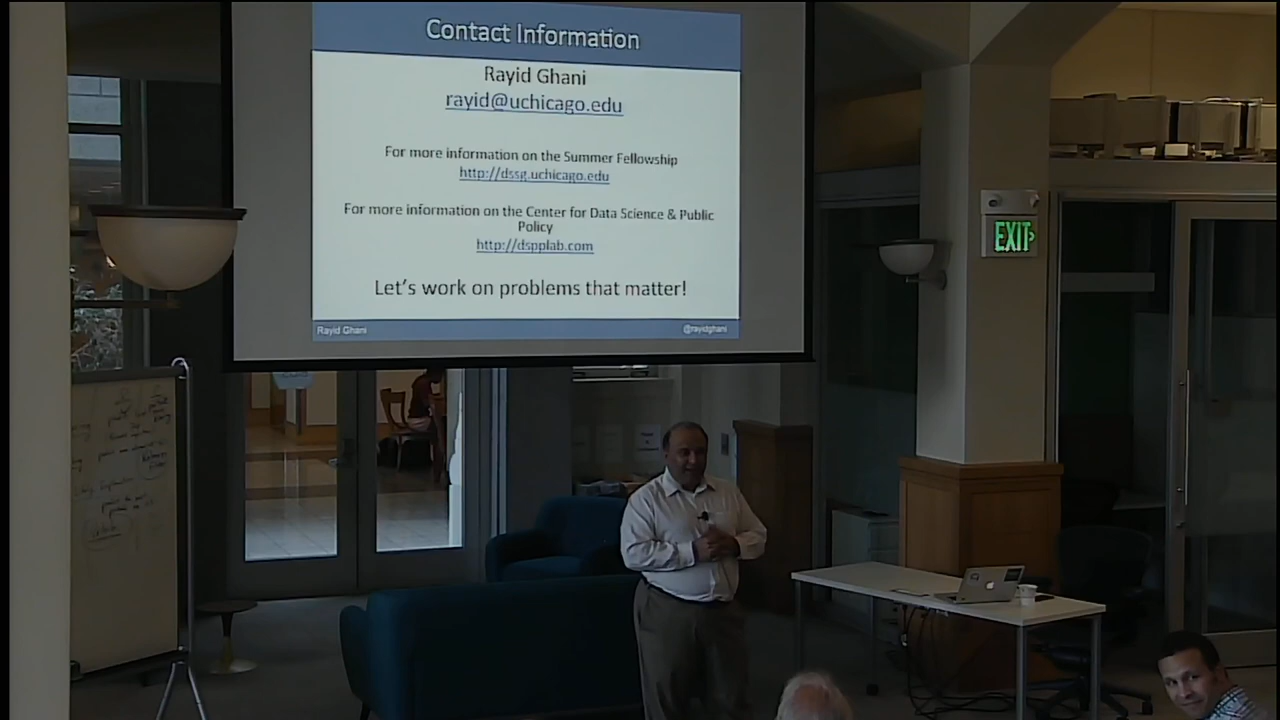 Contact Information
Rayid Ghani
rayid@uchicago.edu
For more information on the Summer Fellowship
http://dssg.uchicago.edu
For more information on the Center for Data Science & Public
Policy
http://dspplab.com
Let's work on problems that matter!
Rayid Ghani
@rayidghani
EXIT